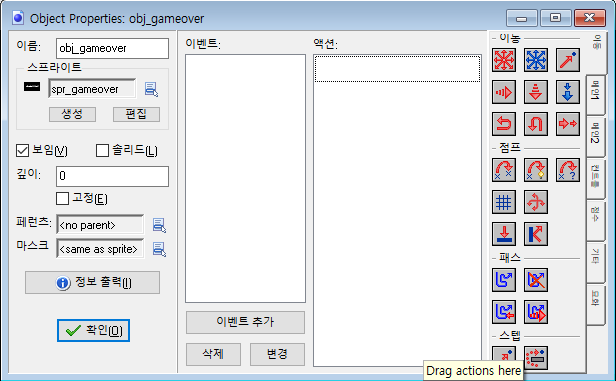 Object Properties: obj_gameover
이름:
obj_gameover
스프라이트
spr_gameover
생성
편집
보임(V)
솔리드(L)
깊이:
0
고정(E)
페런츠:
<no parent>
마스크
<same as sprite>
정보 출력(I)
확인(O)
이벤트:
이벤트 추가
삭제
변경
액션:
이동
점프
패스
스텝
이동
메인1
메인2
컨트롤
점수
기타
묘화
Drag actions here